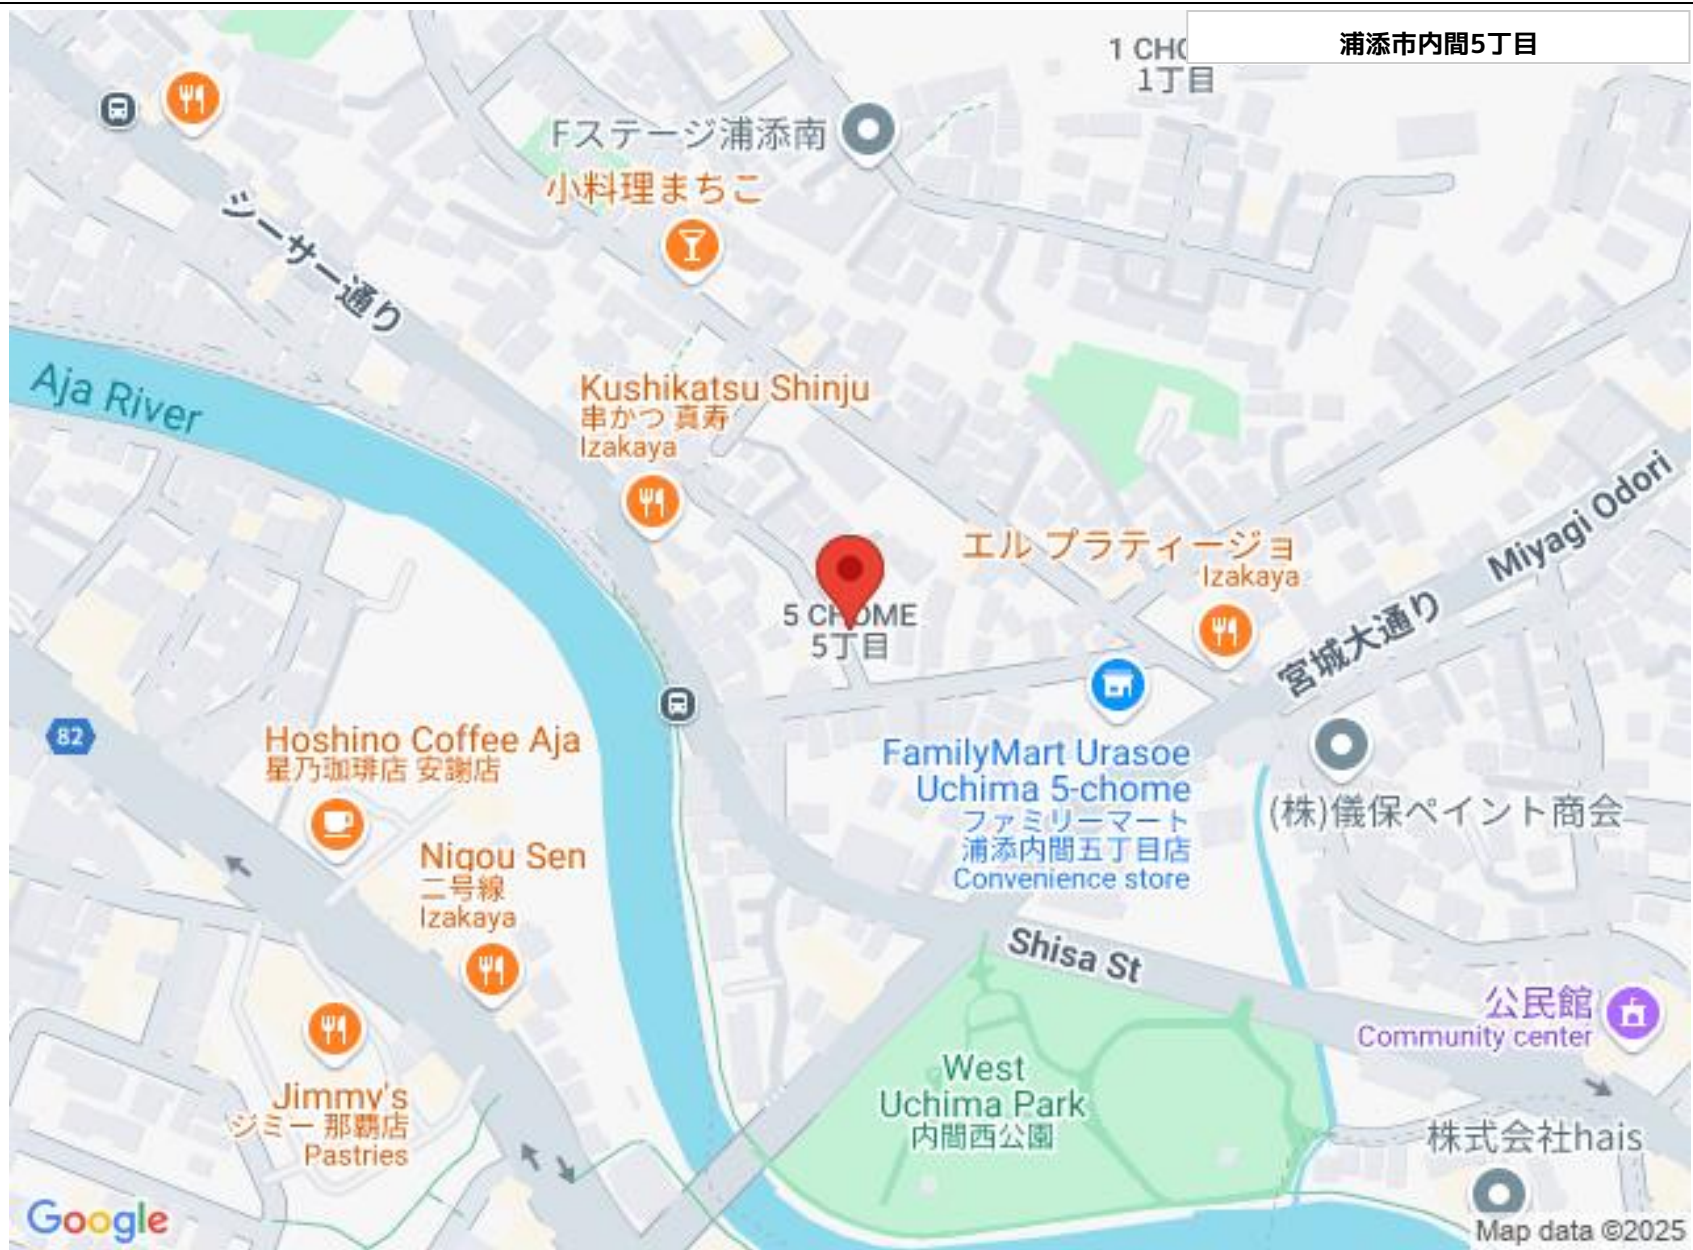 浦添市内間5丁目
1 CHO
1丁目
Fステージ浦添南
小料理まちこ
シーサー通り
Aja River
Kushikatsu Shinju
串かつ 真寿
Izakaya
エル プラティージョ
Izakaya
Miyagi Odori
宮城大通り
5 CHOME
5丁目
82
Hoshino Coffee Aja
星乃珈琲店 安謝店
FamilyMart Urasoe
Uchima 5-chome
ファミリーマート
浦添内間五丁目店
Convenience store
(株)儀保ペイント商会
Nigou Sen
二号線
Izakaya
Shisa St
公民館
Community center
Jimmy's
ジミー 那覇店
Pastries
West
Uchima Park
内間西公園
株式会社hais
Google
Map data ©2025